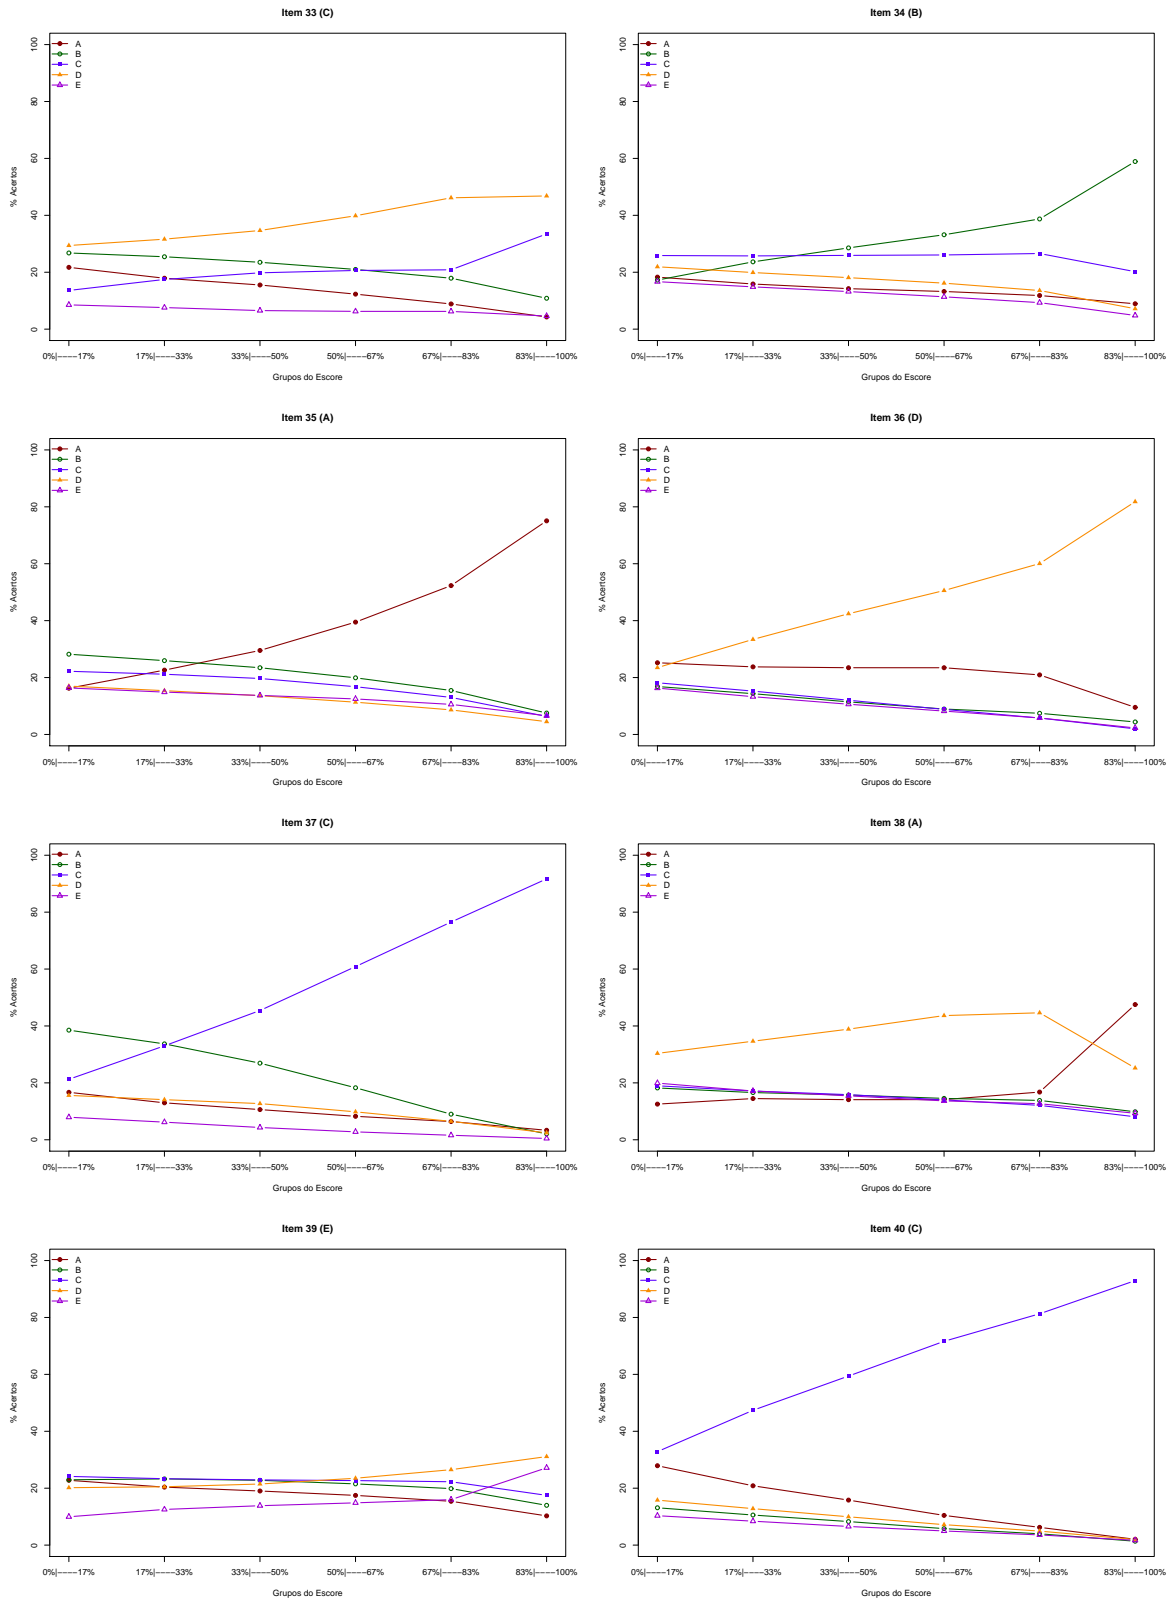 Item 33 (C)
A
B
C
D
E
% Acertos
0 20 40 60 80 100
0%|−−−−17% 17%|−−−−33% 33%|−−−−50% 50%|−−−−67% 67%|−−−−83% 83%|−−−−100%
Grupos do Escore
Item 34 (B)
A
B
C
D
E
% Acertos
0 20 40 60 80 100
0%|−−−−17% 17%|−−−−33% 33%|−−−−50% 50%|−−−−67% 67%|−−−−83% 83%|−−−−100%
Grupos do Escore
Item 35 (A)
A
B
C
D
E
% Acertos
0 20 40 60 80 100
0%|−−−−17% 17%|−−−−33% 33%|−−−−50% 50%|−−−−67% 67%|−−−−83% 83%|−−−−100%
Grupos do Escore
Item 36 (D)
A
B
C
D
E
% Acertos
0 20 40 60 80 100
0%|−−−−17% 17%|−−−−33% 33%|−−−−50% 50%|−−−−67% 67%|−−−−83% 83%|−−−−100%
Grupos do Escore
Item 37 (C)
A
B
C
D
E
% Acertos
0 20 40 60 80 100
0%|−−−−17% 17%|−−−−33% 33%|−−−−50% 50%|−−−−67% 67%|−−−−83% 83%|−−−−100%
Grupos do Escore
Item 38 (A)
A
B
C
D
E
% Acertos
0 20 40 60 80 100
0%|−−−−17% 17%|−−−−33% 33%|−−−−50% 50%|−−−−67% 67%|−−−−83% 83%|−−−−100%
Grupos do Escore
Item 39 (E)
A
B
C
D
E
% Acertos
0 20 40 60 80 100
0%|−−−−17% 17%|−−−−33% 33%|−−−−50% 50%|−−−−67% 67%|−−−−83% 83%|−−−−100%
Grupos do Escore
Item 40 (C)
A
B
C
D
E
% Acertos
0 20 40 60 80 100
0%|−−−−17% 17%|−−−−33% 33%|−−−−50% 50%|−−−−67% 67%|−−−−83% 83%|−−−−100%
Grupos do Escore